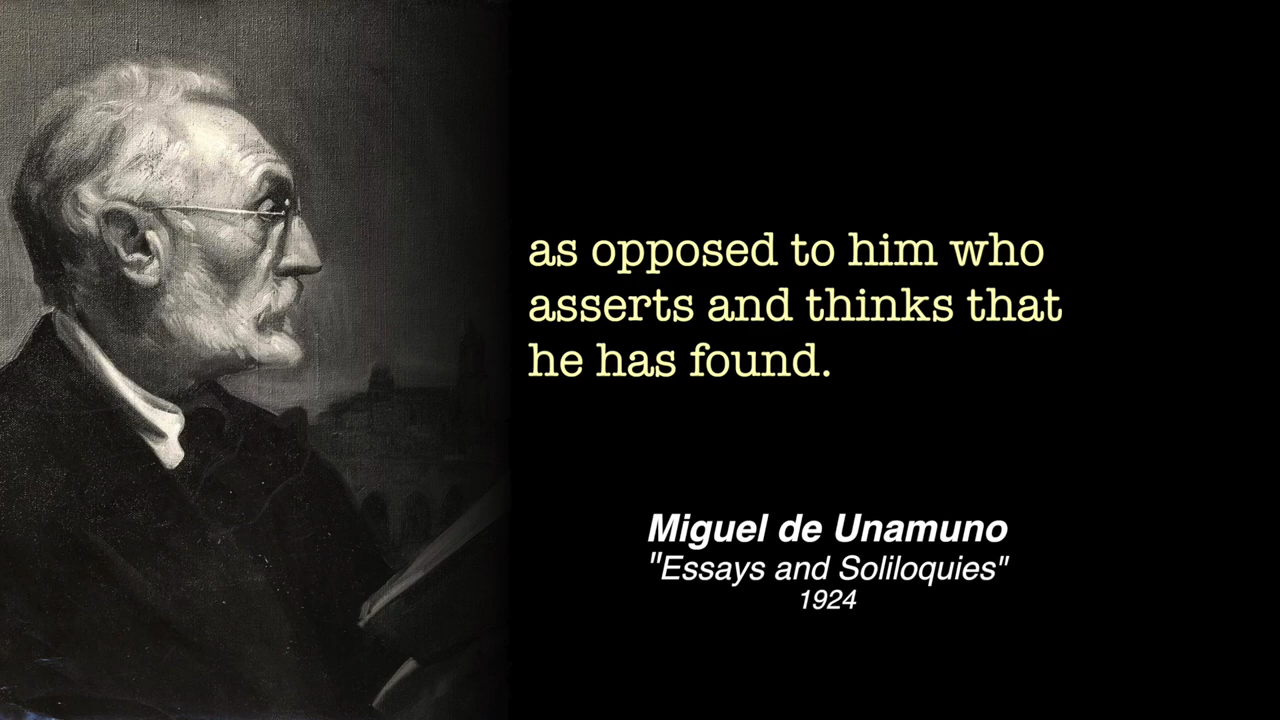 as opposed to him who
asserts and thinks that
he has found.
Miguel de Unamuno
"Essays and Soliloquies"
1924